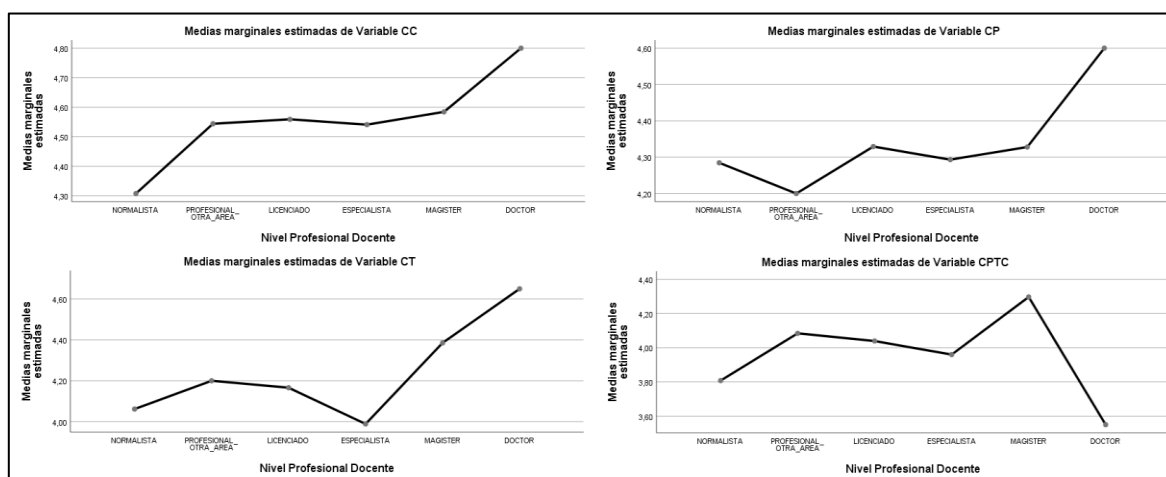 Medias marginales estimadas de Variable CC
Medias marginales
estimadas
4,80
4,70
4,60
4,50
4,40
4,30
NORMALISTA
PROFESIONAL_
OTRA_AREA
LICENCIADO
ESPECIALISTA
MAGISTER
DOCTOR
Nivel Profesional Docente
Medias marginales estimadas de Variable CP
Medias marginales
estimadas
4,60
4,50
4,40
4,30
4,20
NORMALISTA
PROFESIONAL_
OTRA_AREA
LICENCIADO
ESPECIALISTA
MAGISTER
DOCTOR
Nivel Profesional Docente
Medias marginales estimadas de Variable CT
Medias marginales
estimadas
4,60
4,40
4,20
4,00
NORMALISTA
PROFESIONAL_
OTRA_AREA
LICENCIADO
ESPECIALISTA
MAGISTER
DOCTOR
Nivel Profesional Docente
Medias marginales estimadas de Variable CPTC
Medias marginales
estimadas
4,40
4,20
4,00
3,80
3,60
NORMALISTA
PROFESIONAL_
OTRA_AREA
LICENCIADO
ESPECIALISTA
MAGISTER
DOCTOR
Nivel Profesional Docente